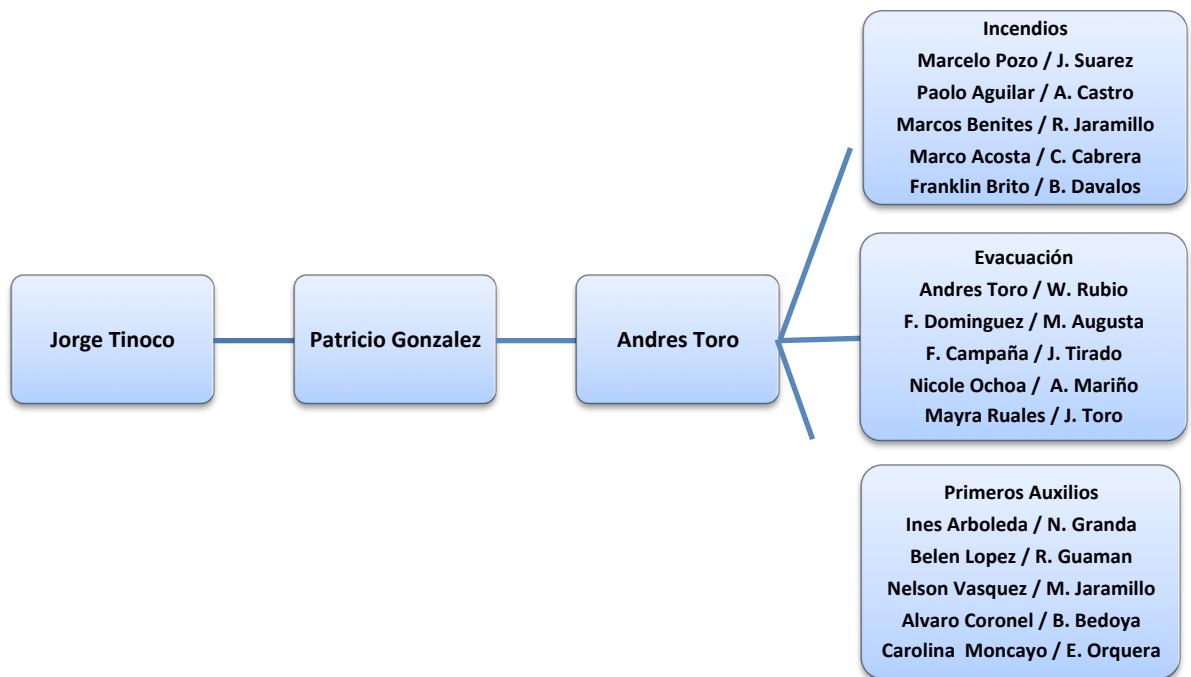 Jorge Tinoco
Patricio Gonzalez
Andres Toro
Incendios
Marcelo Pozo / J. Suarez
Paolo Aguilar / A. Castro
Marcos Benites / R. Jaramillo
Marco Acosta / C. Cabrera
Franklin Brito / B. Davalos
Evacuación
Andres Toro / W. Rubio
F. Dominguez / M. Augusta
F. Campaña / J. Tirado
Nicole Ochoa / A. Mariño
Mayra Ruales / J. Toro
Primeros Auxilios
Ines Arboleda / N. Granda
Belen Lopez / R. Guaman
Nelson Vasquez / M. Jaramillo
Alvaro Coronel / B. Bedoya
Carolina Moncayo / E. Orquera